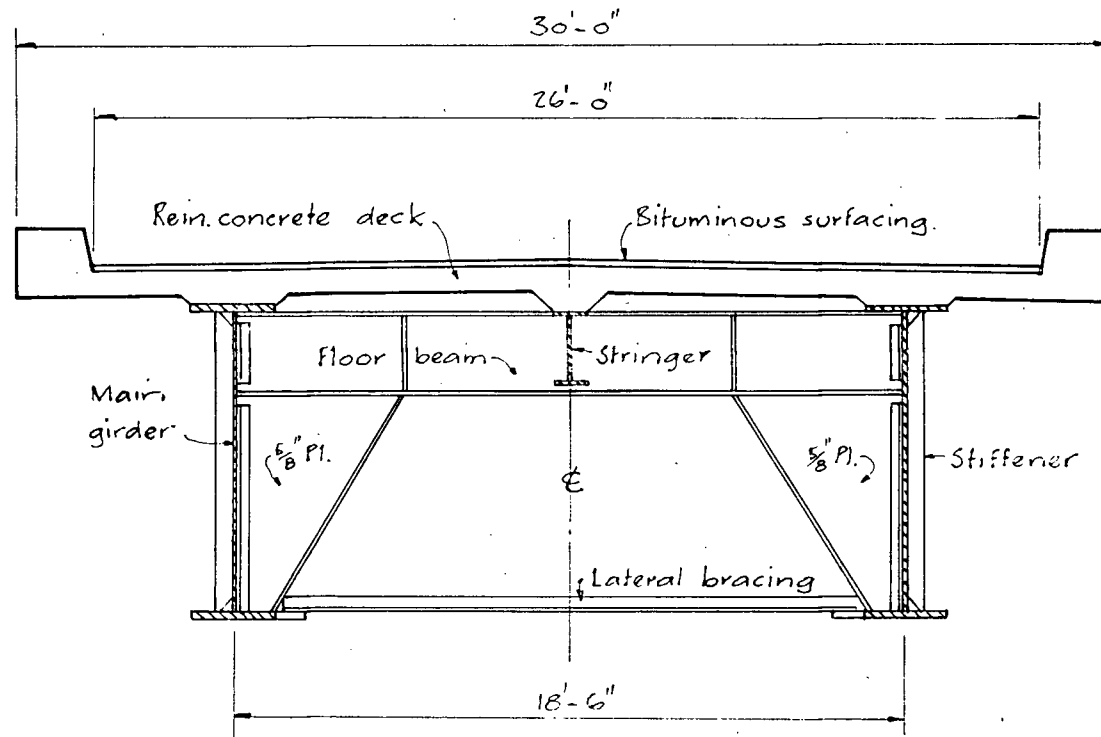 30'-0"
26'-0"
Rein. concrete deck
Bituminous surfacing.
Floor beam
Stringer
Main
girder
5/8" Pl.
5/8" Pl.
Stiffener
℄
Lateral bracing
18'-6"